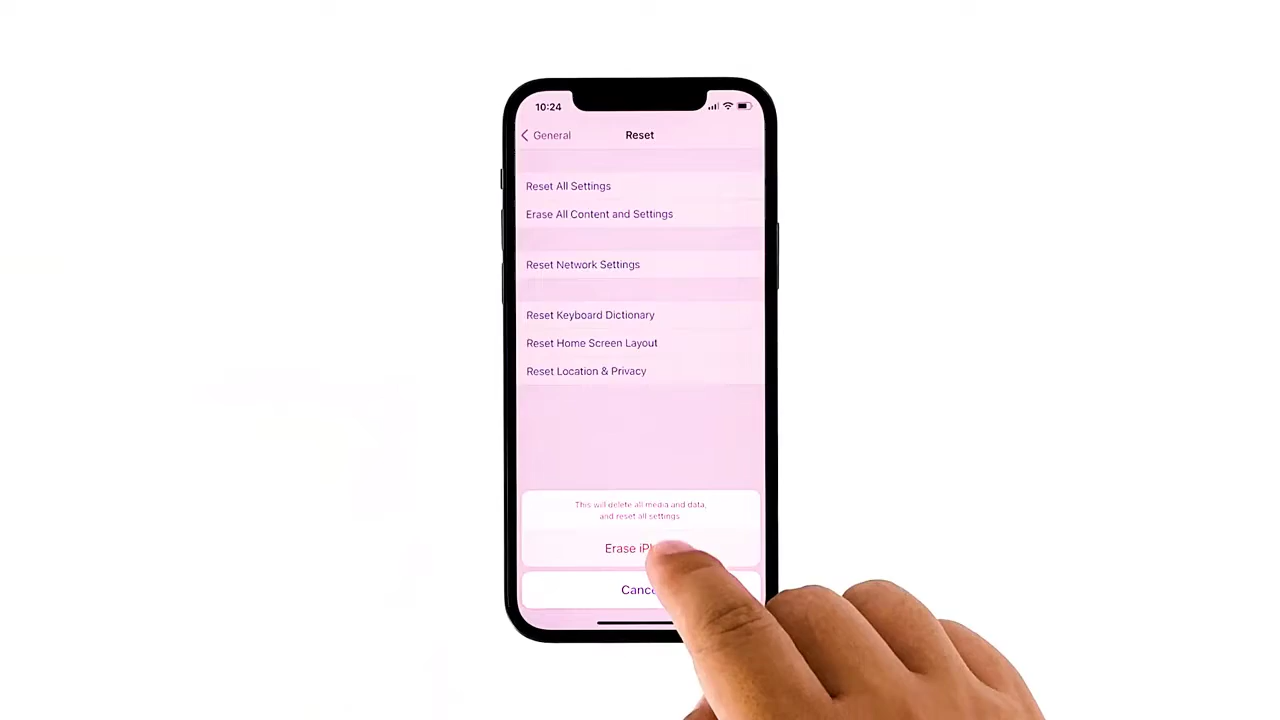 10:24
General
Reset
Reset All Settings
Erase All Content and Settings
Reset Network Settings
Reset Keyboard Dictionary
Reset Home Screen Layout
Reset Location & Privacy
This will delete all media and data,
and reset all settings.
Erase